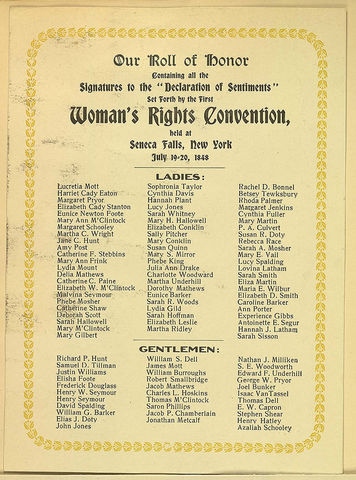 Our Roll of Honor
Containing all the
Signatures to the "Declaration of Sentiments"
Set Forth by the First
Woman's Rights Convention,
held at
Seneca Falls, New York
July 19-20, 1848
LADIES:
Lucretia Mott
Harriet Cady Eaton
Margaret Pryor
Elizabeth Cady Stanton
Eunice Newton Foote
Mary Ann M'Clintock
Margaret Schooley
Martha C. Wright
Jane C. Hunt
Amy Post
Catherine F. Stebbins
Mary Ann Frink
Lydia Mount
Delia Mathews
Catherine C. Paine
Elizabeth W. M'Clintock
Malvina Seymour
Phebe Mosher
Catherine Shaw
Deborah Scott
Sarah Hallowell
Mary M'Clintock
Mary Gilbert
Sophronia Taylor
Cynthia Davis
Hannah Plant
Lucy Jones
Sarah Whitney
Mary H. Hallowell
Elizabeth Conklin
Sally Pitcher
Mary Conklin
Susan Quinn
Mary S. Mirror
Phebe King
Julia Ann Drake
Charlotte Woodward
Martha Underhill
Dorothy Mathews
Eunice Barker
Sarah R. Woods
Lydia Gild
Sarah Hoffman
Elizabeth Leslie
Martha Ridley
Rachel D. Bonnel
Betsey Tewksbury
Rhoda Palmer
Margaret Jenkins
Cynthia Fuller
Mary Martin
P. A. Culvert
Susan R. Doty
Rebecca Race
Sarah A. Mosher
Mary E. Vail
Lucy Spalding
Lovina Latham
Sarah Smith
Eliza Martin
Maria E. Wilbur
Elizabeth D. Smith
Caroline Barker
Ann Porter
Experience Gibbs
Antoinette E. Segur
Hannah J. Latham
Sarah Sisson
GENTLEMEN:
Richard P. Hunt
Samuel D. Tillman
Justin Williams
Elisha Foote
Frederick Douglass
Henry W. Seymour
Henry Seymour
David Spalding
William G. Barker
Elias J. Doty
John Jones
William S. Dell
James Mott
William Burroughs
Robert Smallbridge
Jacob Mathews
Charles L. Hoskins
Thomas M'Clintock
Saron Phillips
Jacob P. Chamberlain
Jonathan Metcalf
Nathan J. Milliken
S. E. Woodworth
Edward F. Underhill
George W. Pryor
Joel Bunker
Isaac VanTassel
Thomas Dell
E. W. Capron
Stephen Shear
Henry Hatley
Azaliah Schooley